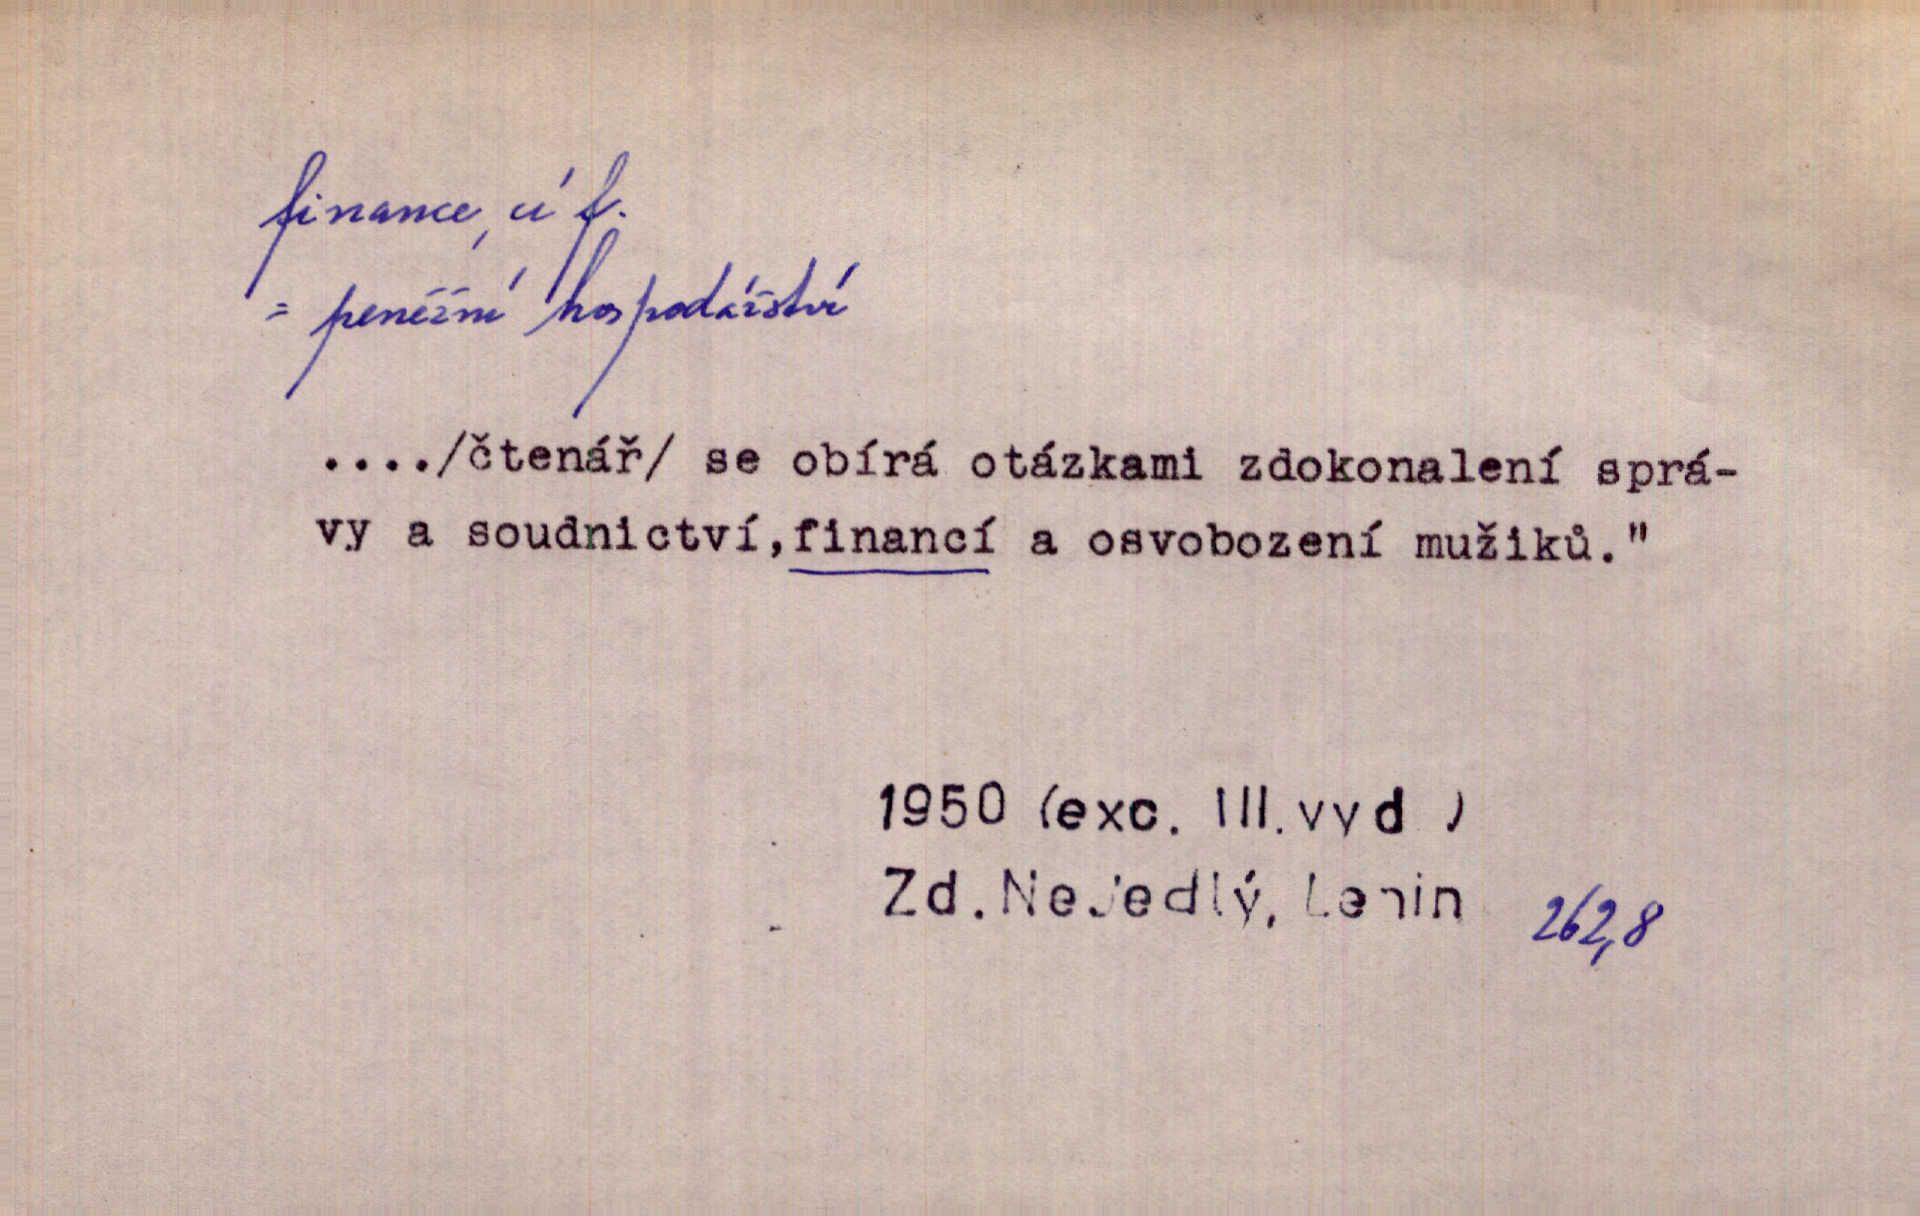 finance, cí f.
= peněžní hospodářství
..../čtenář/ se obírá otázkami zdokonalení sprá-
vy a soudnictví,financí a osvobození mužiků."
1950 (exc. III.vyd )
Zd.Nejedlý, Lenin 262,8